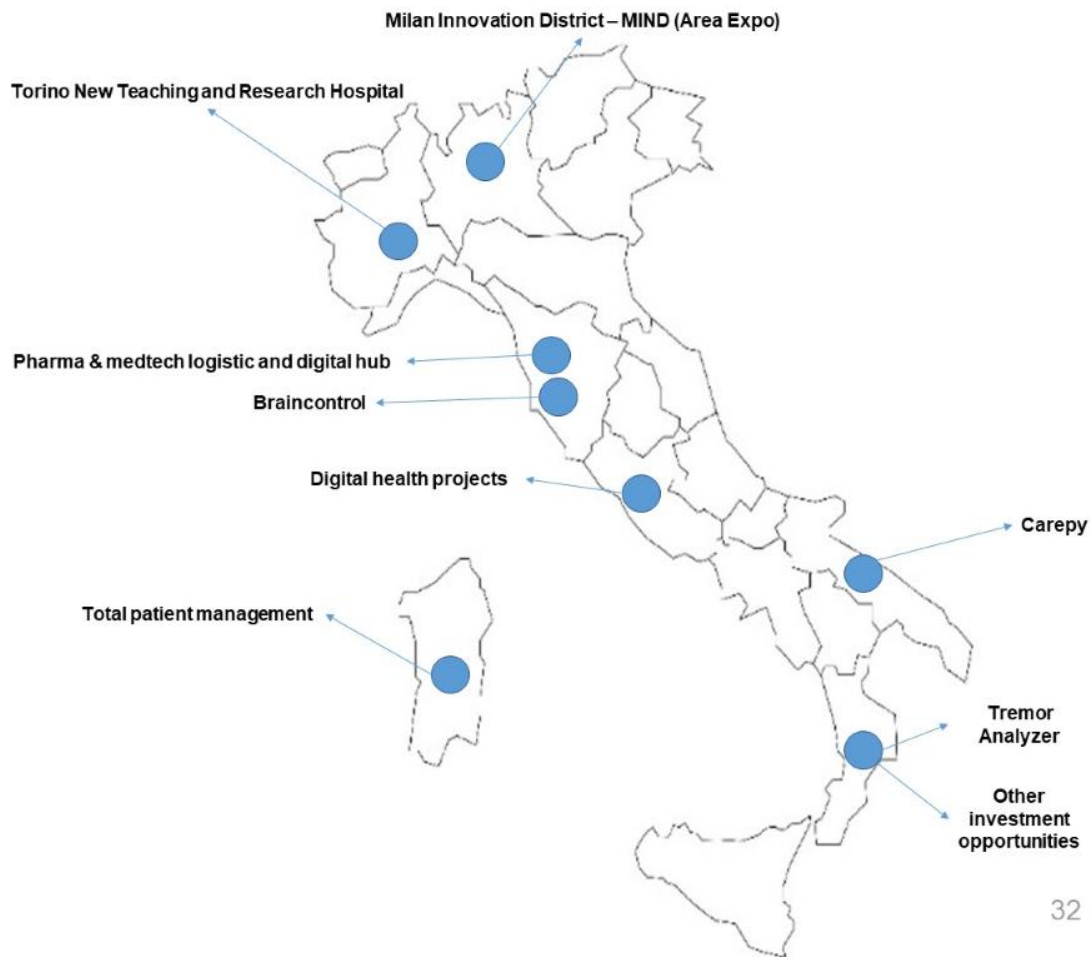 Milan Innovation District – MIND (Area Expo)
Torino New Teaching and Research Hospital
Pharma & medtech logistic and digital hub
Braincontrol
Digital health projects
Carepy
Total patient management
Tremor
Analyzer
Other
investment
opportunities
32